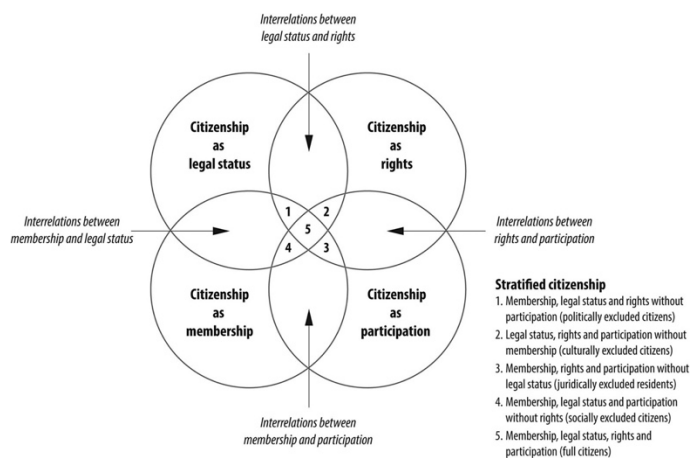 Interrelations between
legal status and rights
Citizenship
as
legal status
Citizenship
as
rights
1
2
Interrelations between
membership and legal status
5
Interrelations between
rights and participation
4
3
Citizenship
as
membership
Citizenship
as
participation
Interrelations between
membership and participation
Stratified citizenship
1. Membership, legal status and rights without
participation (politically excluded citizens)
2. Legal status, rights and participation without
membership (culturally excluded citizens)
3. Membership, rights and participation without
legal status (juridically excluded residents)
4. Membership, legal status and participation
without rights (socially excluded citizens)
5. Membership, legal status, rights and
participation (full citizens)